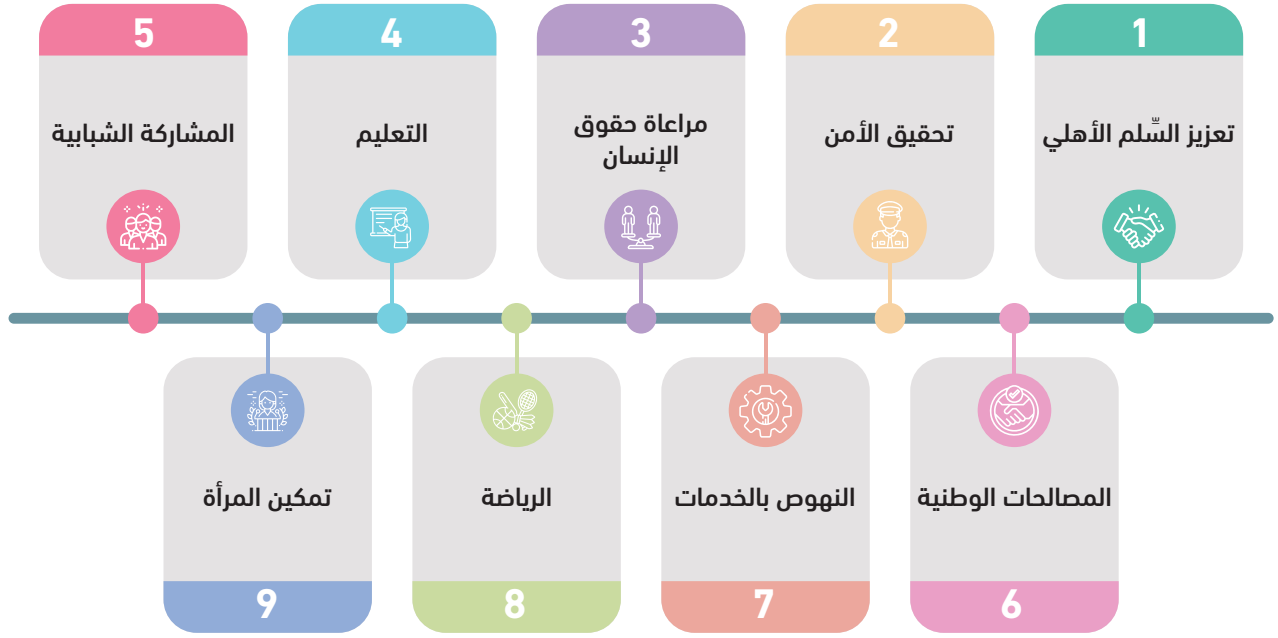 1
تعزيز السِّلم الأهلي
2
تحقيق الأمن
3
مراعاة حقوق
الإنسان
4
التعليم
5
المشاركة الشبابية
المصالحات الوطنية
6
النهوص بالخدمات
7
الرياضة
8
تمكين المرأة
9